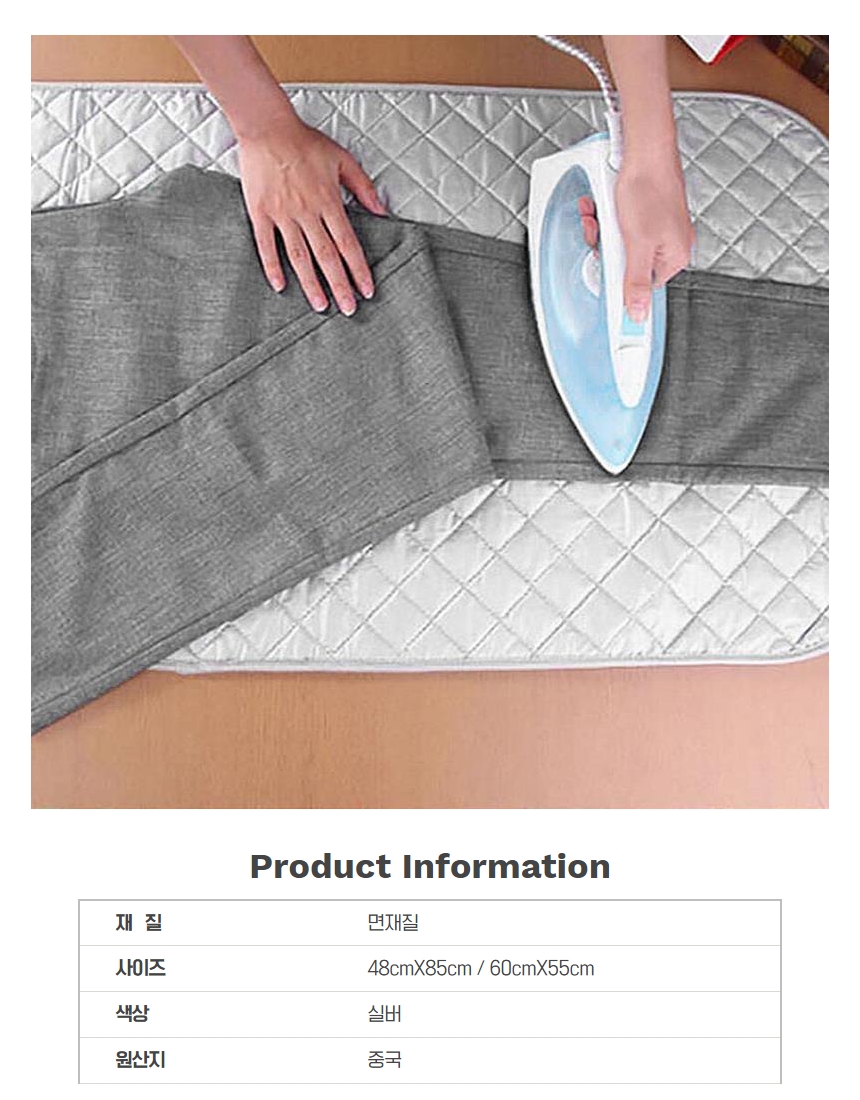 Product Information
재 질 면재질
사이즈 48cmX85cm / 60cmX55cm
색상 실버
원산지 중국